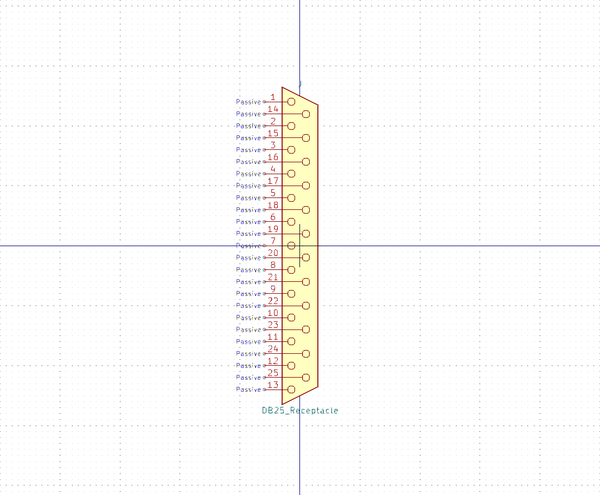 J
Passive 1
Passive 14
Passive 2
Passive 15
Passive 3
Passive 16
Passive 4
Passive 17
Passive 5
Passive 18
Passive 6
Passive 19
Passive 7
Passive 20
Passive 8
Passive 21
Passive 9
Passive 22
Passive 10
Passive 23
Passive 11
Passive 24
Passive 12
Passive 25
Passive 13
DB25_Receptacle